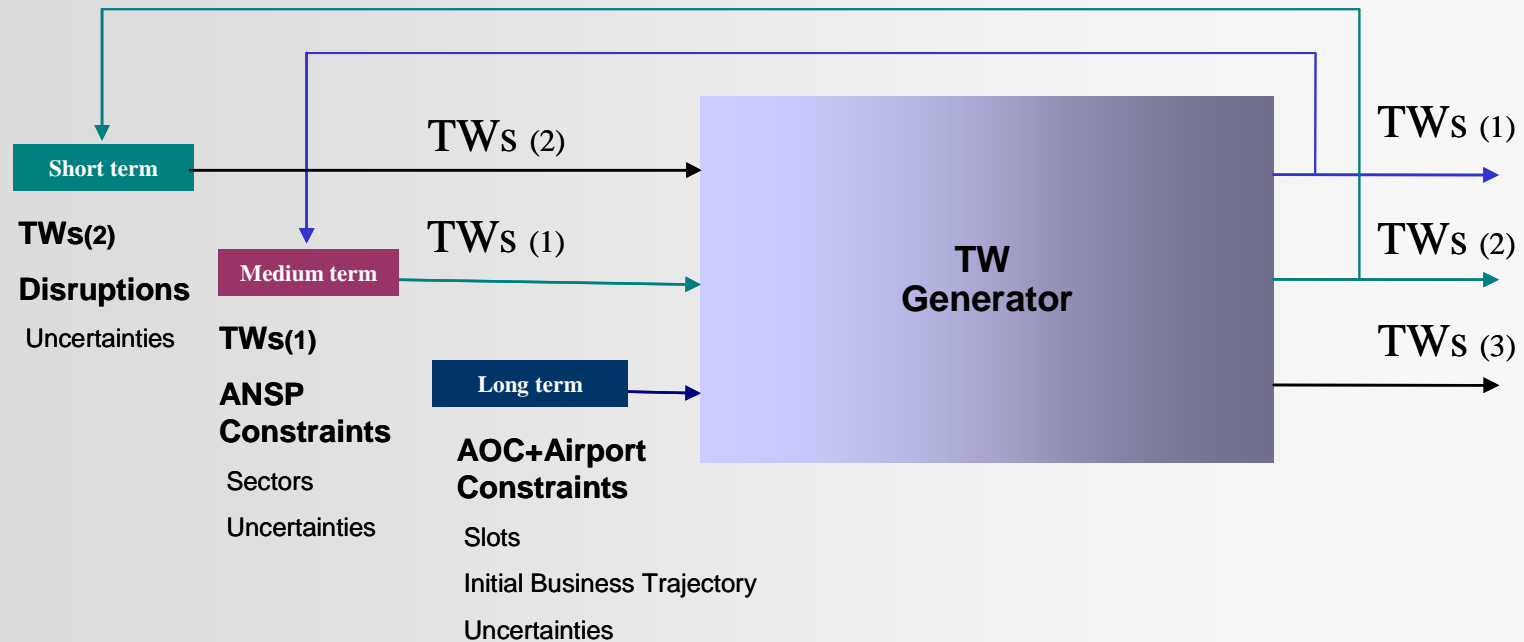 TWs (2)
TWs (1)
Short term
TWs(2)
Disruptions
Uncertainties
TWs (1)
Medium term
TWs(1)
ANSP
Constraints
Sectors
Uncertainties
Long term
AOC+Airport
Constraints
Slots
Initial Business Trajectory
Uncertainties
TW
Generator
TWs (2)
TWs (3)